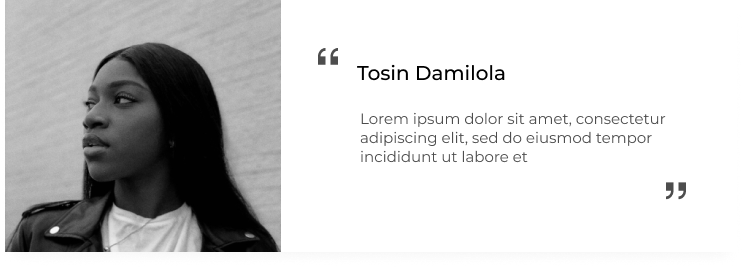 “
Tosin Damilola
Lorem ipsum dolor sit amet, consectetur
adipiscing elit, sed do eiusmod tempor
incididunt ut labore et
”